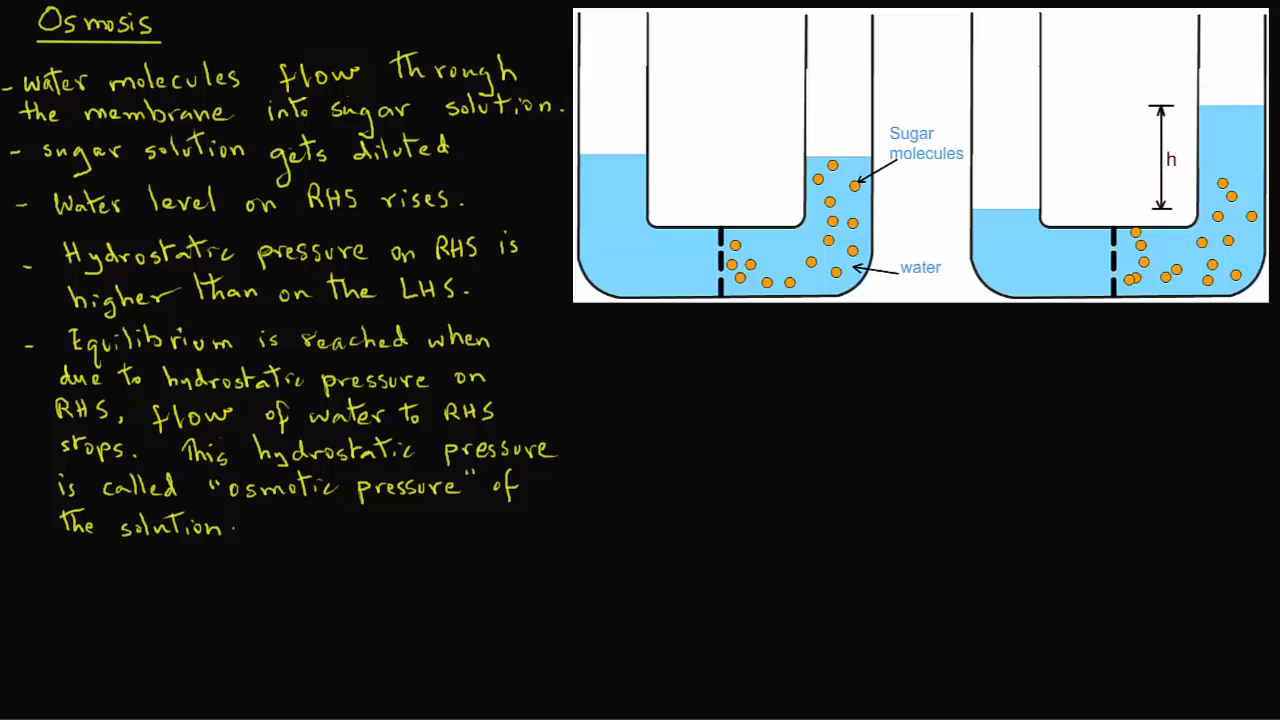 Osmosis
- water molecules flow through
the membrane into sugar solution.
- sugar solution gets diluted
- Water level on RHS rises.
- Hydrostatic pressure on RHS is
higher than on the LHS.
- Equilibrium is reached when
due to hydrostatic pressure on
RHS, flow of water to RHS
stops. This hydrostatic pressure
is called "osmotic pressure" of
the solution.
Sugar
molecules
water
h